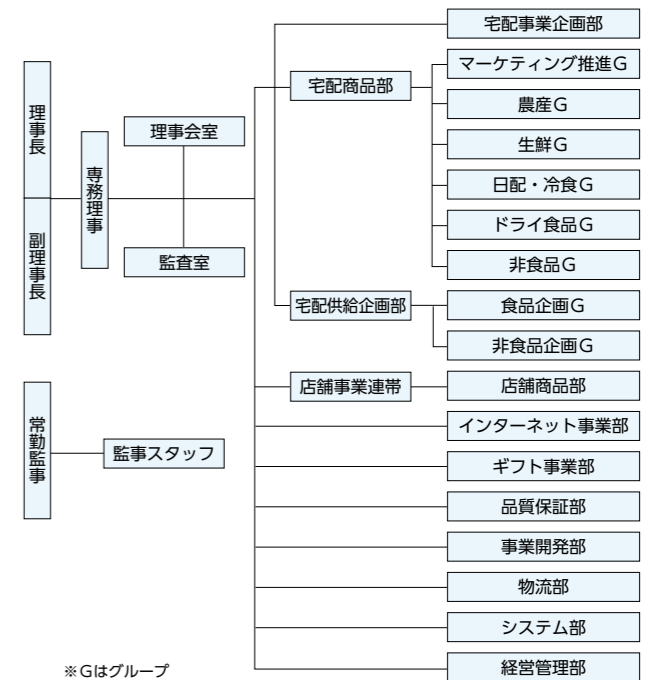 理事長
副理事長
専務理事
理事会室
監査室
常勤監事
監事スタッフ
宅配事業企画部
宅配商品部
マーケティング推進G
農産G
生鮮G
日配・冷食G
ドライ食品G
非食品G
宅配供給企画部
食品企画G
非食品企画G
店舗事業連帯
店舗商品部
インターネット事業部
ギフト事業部
品質保証部
事業開発部
物流部
システム部
経営管理部
※Gはグループ